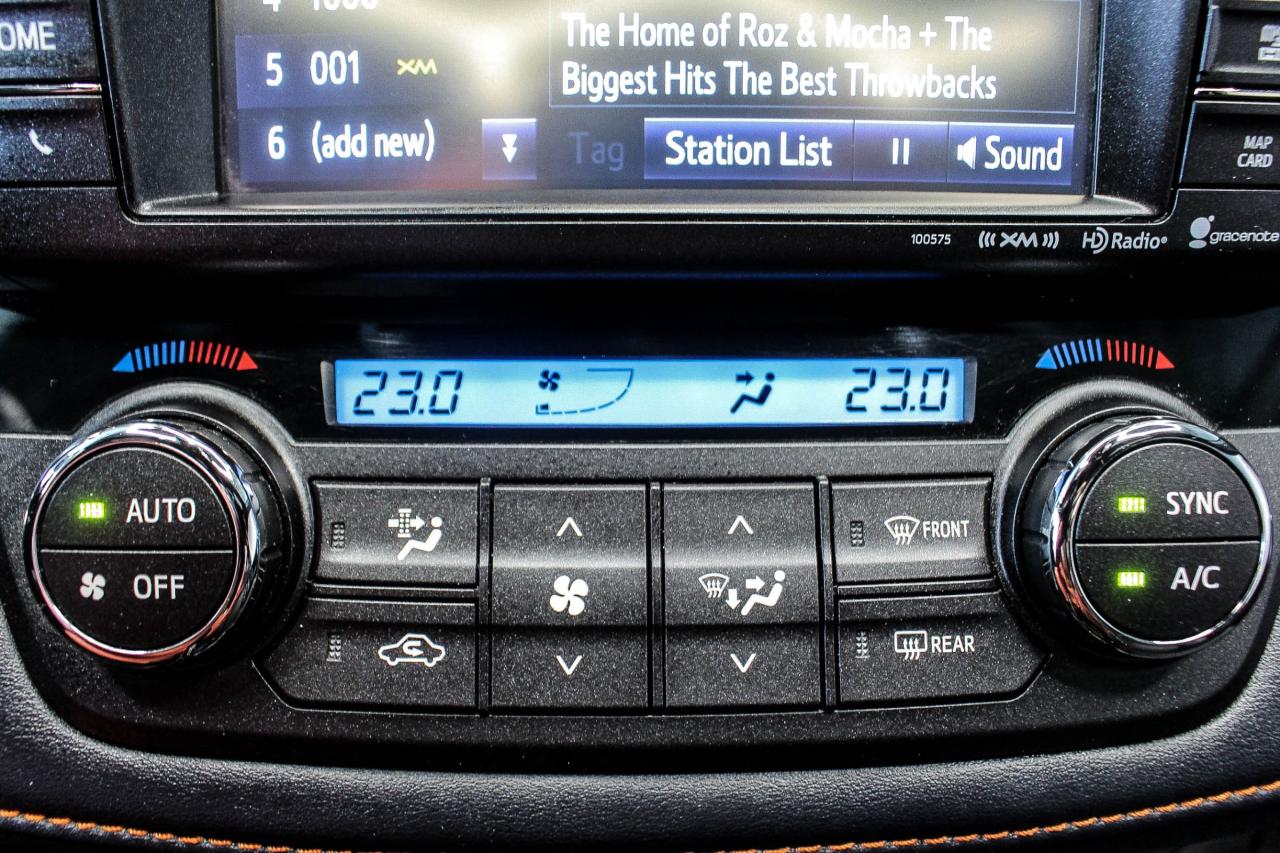 OME
The Home of Roz & Mocha + The
Biggest Hits The Best Throwbacks
5 001 XM
6 (add new)
Tag
Station List
Sound
MAP
CARD
100575
((( XM )))
HD Radio®
gracenote
23.0
23.0
AUTO
OFF
FRONT
REAR
SYNC
A/C